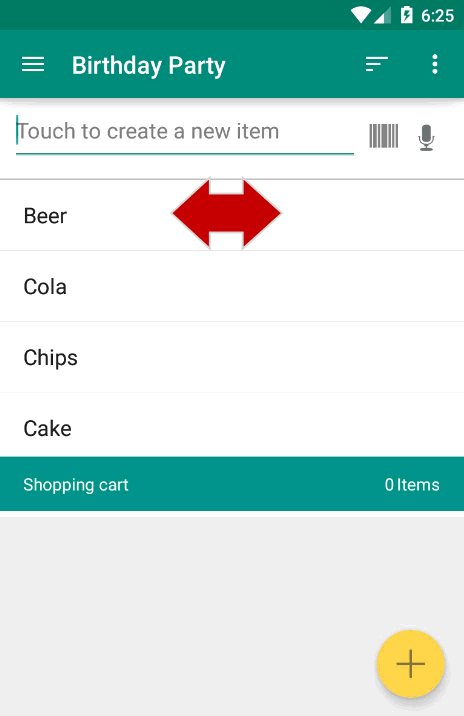 6:25
Birthday Party
Touch to create a new item
Beer
Cola
Chips
Cake
Shopping cart 0 Items